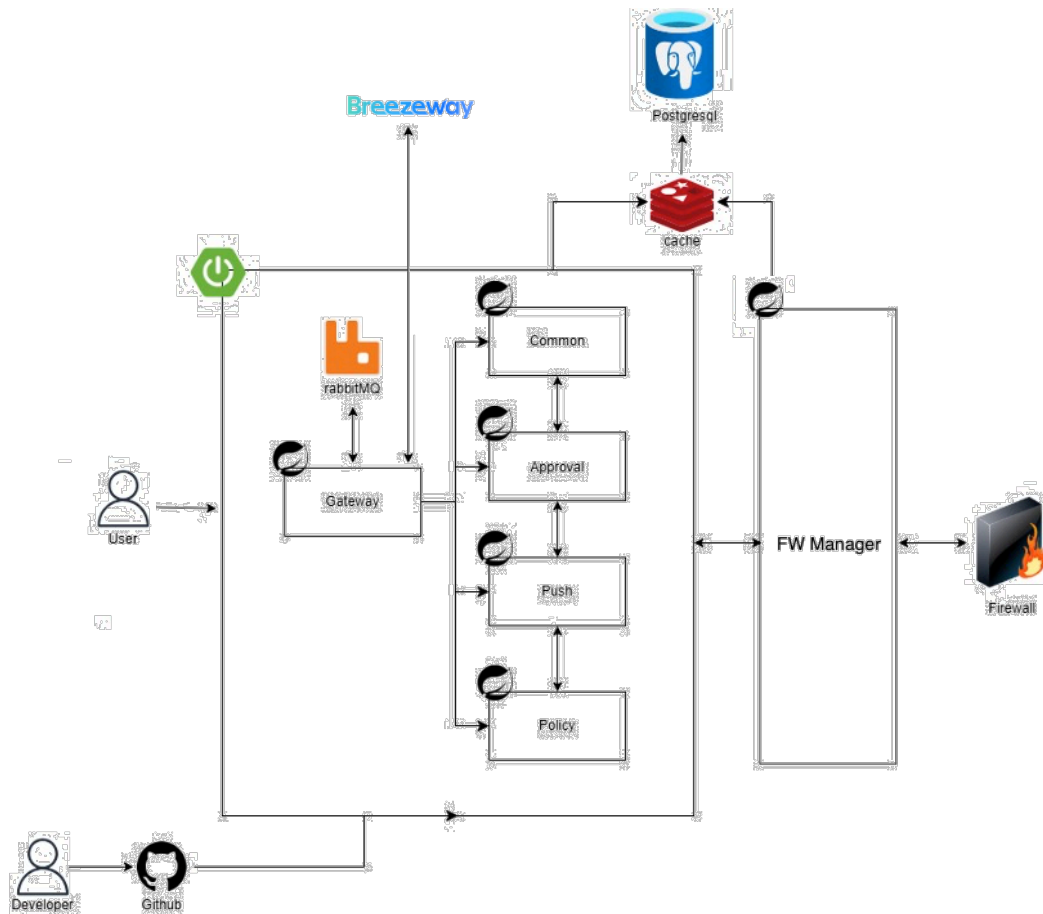 Postgresql
Breezeway
cache
Common
rabbitMQ
Approval
Gateway
User
FW Manager
Push
Firewall
Policy
Developer
Github